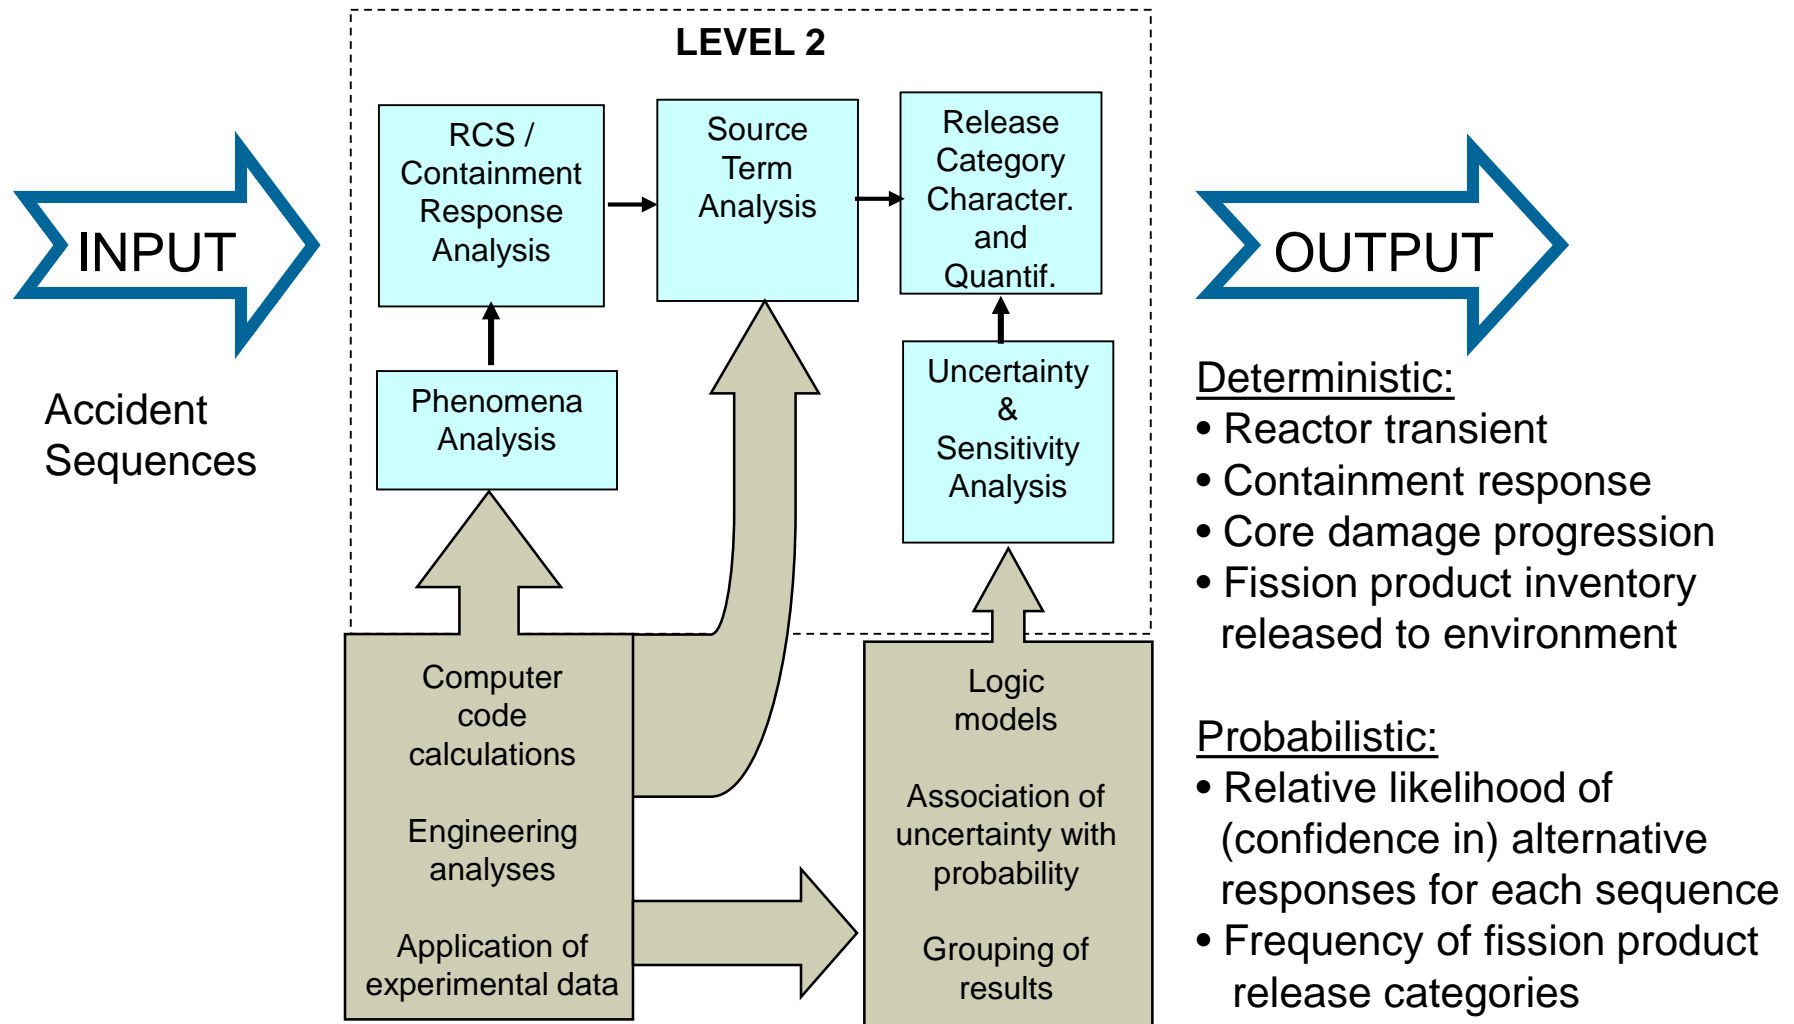 LEVEL 2
INPUT
Accident
Sequences
RCS /
Containment
Response
Analysis
Source
Term
Analysis
Release
Category
Character.
and
Quantif.
Phenomena
Analysis
Uncertainty
&
Sensitivity
Analysis
Computer
code
calculations
Engineering
analyses
Application of
experimental data
Logic
models
Association of
uncertainty with
probability
Grouping of
results
OUTPUT
Deterministic:
• Reactor transient
• Containment response
• Core damage progression
• Fission product inventory
released to environment
Probabilistic:
• Relative likelihood of
(confidence in) alternative
responses for each sequence
• Frequency of fission product
release categories